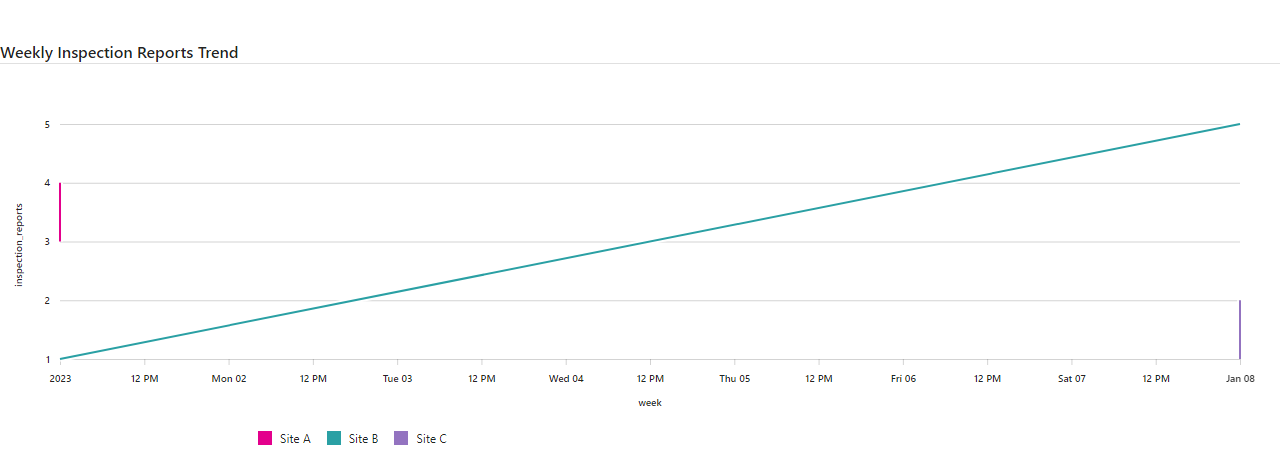 Weekly Inspection Reports Trend
5
4
3
2
1
inspection_reports
2023 12 PM Mon 02 12 PM Tue 03 12 PM Wed 04 12 PM Thu 05 12 PM Fri 06 12 PM Sat 07 12 PM Jan 08
week
Site A Site B Site C